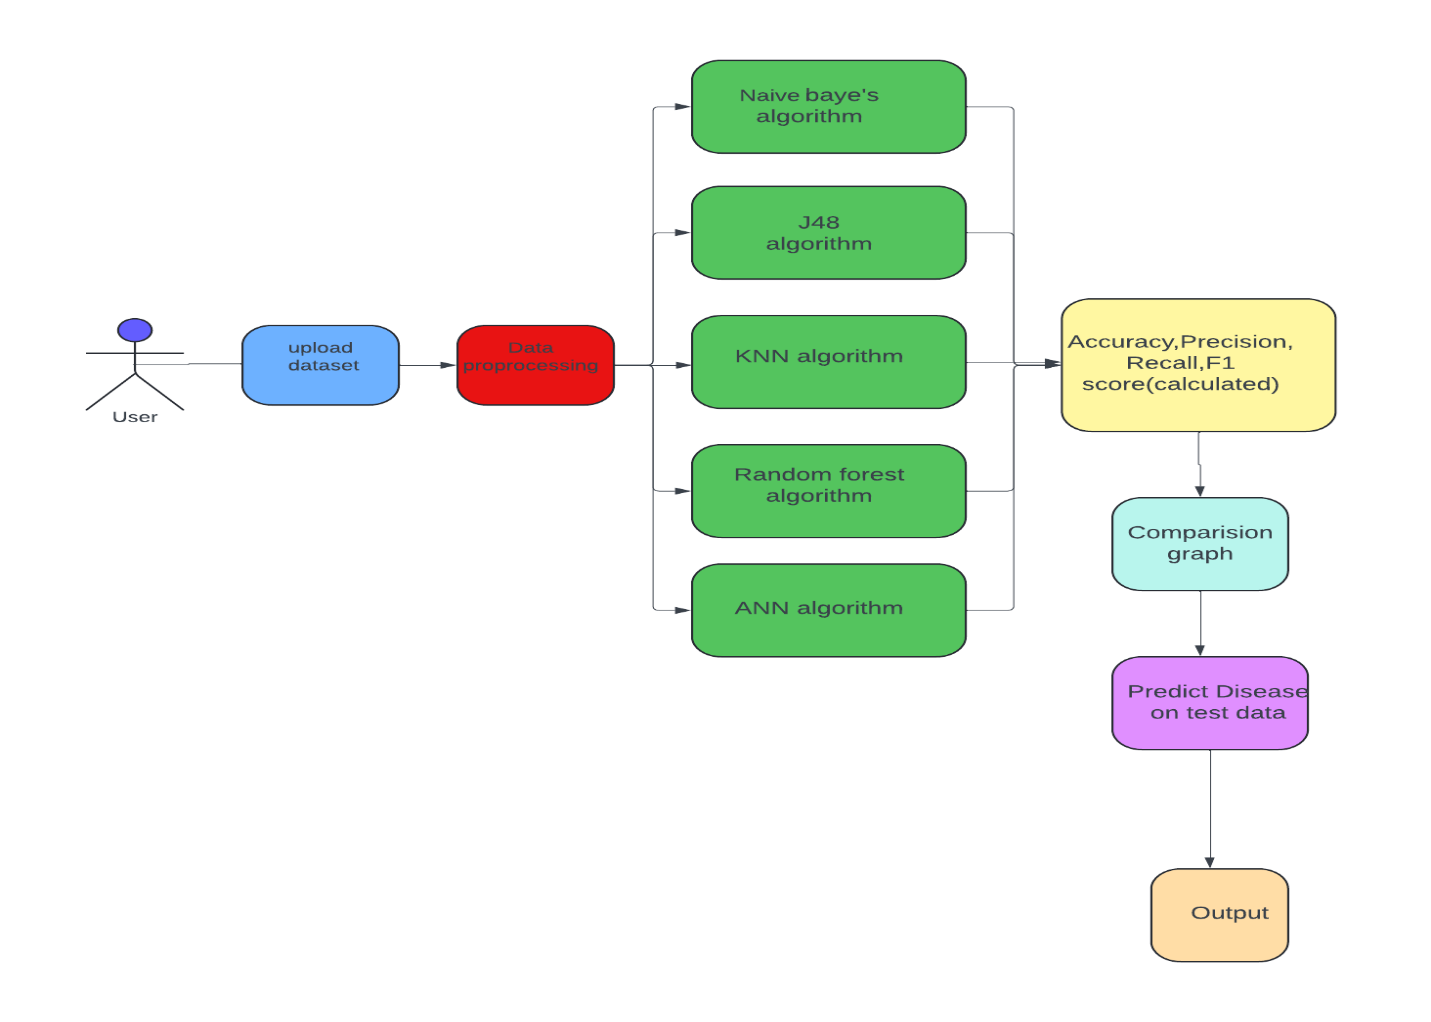 User
upload
dataset
Data
proprocessing
Naive baye's
algorithm
J48
algorithm
KNN algorithm
Random forest
algorithm
ANN algorithm
Accuracy,Precision,
Recall,F1
score(calculated)
Comparision
graph
Predict Disease
on test data
Output